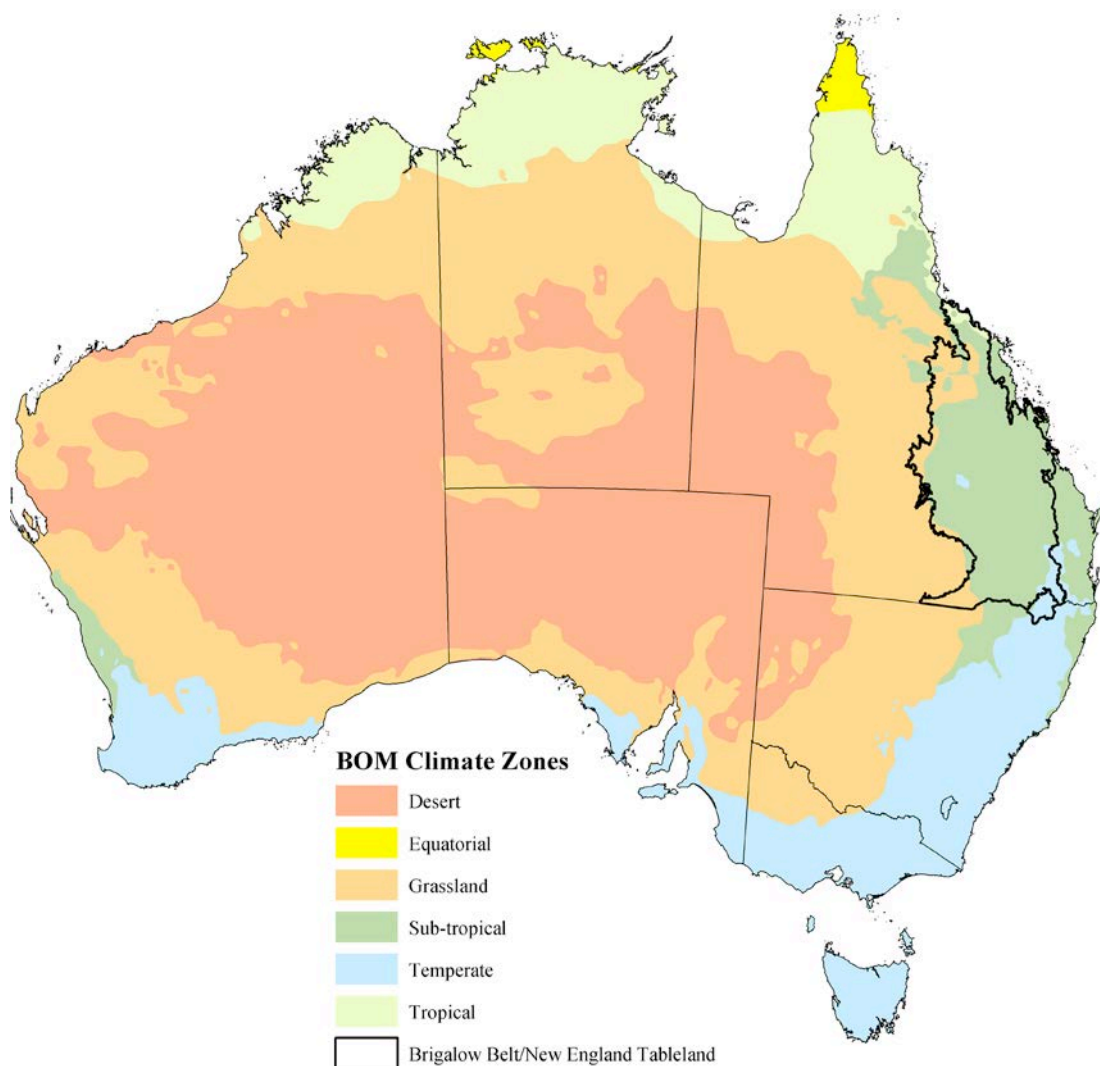 BOM Climate Zones
Desert
Equatorial
Grassland
Sub-tropical
Temperate
Tropical
Brigalow Belt/New England Tableland